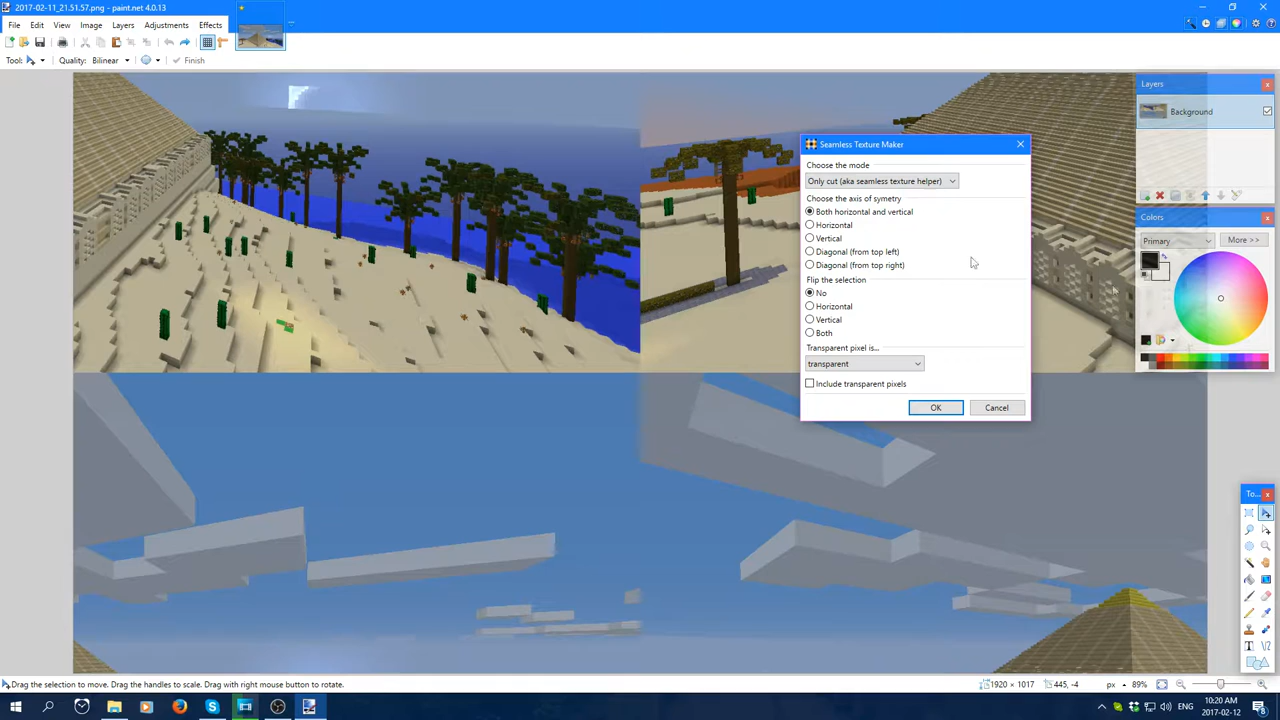 2017-02-11_21.51.57.png - paint.net 4.0.13
File Edit View Image Layers Adjustments Effects
Tool: Quality: Bilinear Finish
Seamless Texture Maker
Choose the mode
Only cut (aka seamless texture helper)
Choose the axis of symetry
Both horizontal and vertical
Horizontal
Vertical
Diagonal (from top left)
Diagonal (from top right)
Flip the selection
No
Horizontal
Vertical
Both
Transparent pixel is...
transparent
Include transparent pixels
OK Cancel
Layers
Background
Colors
Primary More >>
To...
Drag the selection to move. Drag the handles to scale. Drag with right mouse button to rotate. 1920 × 1017 445, -4 px 89%
ENG 10:20 AM
2017-02-12 8